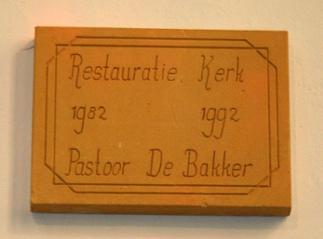 Restauratie Kerk
1982 1992
Pastoor De Bakker